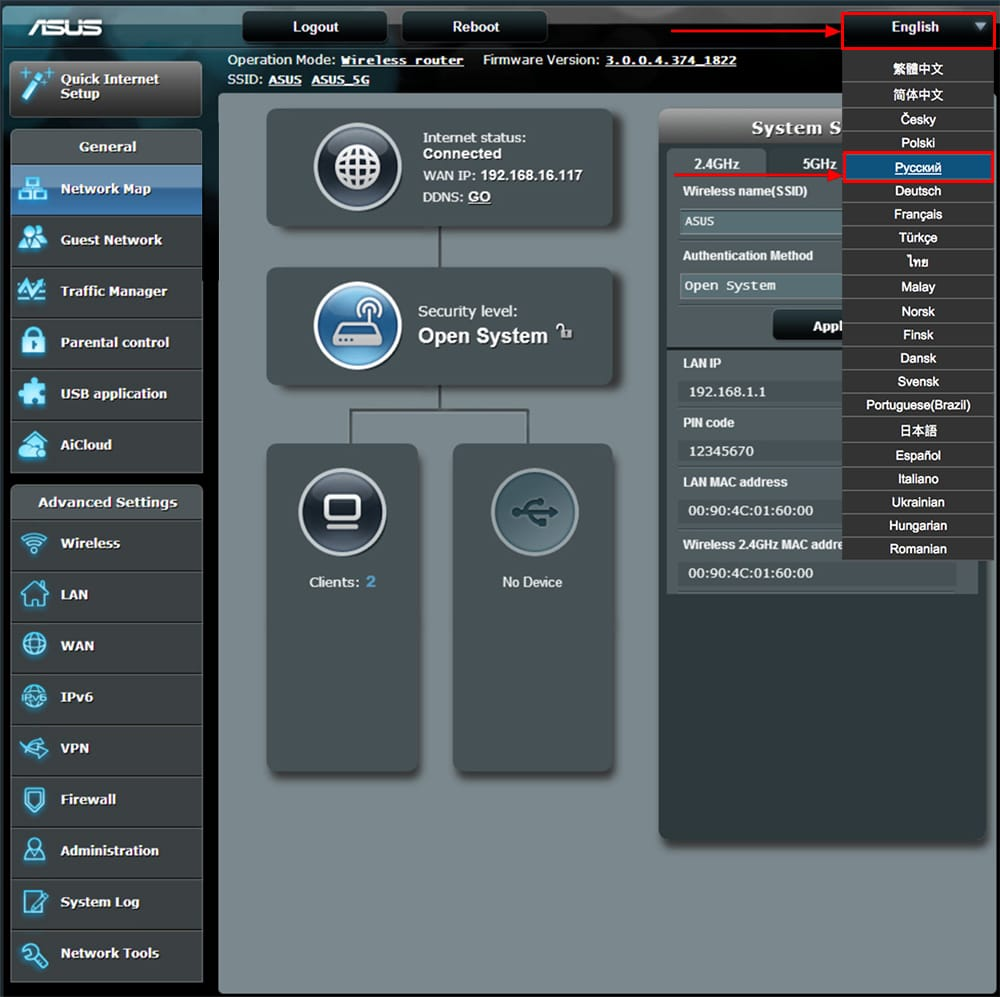 ASUS
Logout
Reboot
English
Operation Mode: Wireless router Firmware Version: 3.0.0.4.374_1822
SSID: ASUS ASUS_5G
Quick Internet
Setup
General
Network Map
Guest Network
Traffic Manager
Parental control
USB application
AiCloud
Advanced Settings
Wireless
LAN
WAN
IPv6
IPv6
VPN
Firewall
Administration
System Log
Network Tools
Internet status:
Connected
WAN IP: 192.168.16.117
DDNS: GO
Security level:
Open System
Clients: 2
No Device
System S
2.4GHz
5GHz
Wireless name(SSID)
ASUS
Authentication Method
Open System
Appl
LAN IP
192.168.1.1
PIN code
12345670
LAN MAC address
00:90:4C:01:60:00
Wireless 2.4GHz MAC addre
00:90:4C:01:60:00
繁體中文
简体中文
Česky
Polski
Русский
Deutsch
Français
Türkçe
ไทย
Malay
Norsk
Finsk
Dansk
Svensk
Portuguese(Brazil)
日本語
Español
Italiano
Ukrainian
Hungarian
Romanian